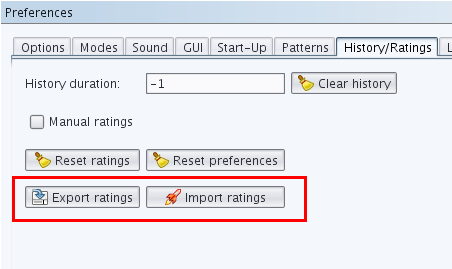 Preferences
Options Modes Sound GUI Start-Up Patterns History/Ratings L
History duration: -1 Clear history
Manual ratings
Reset ratings Reset preferences
Export ratings Import ratings